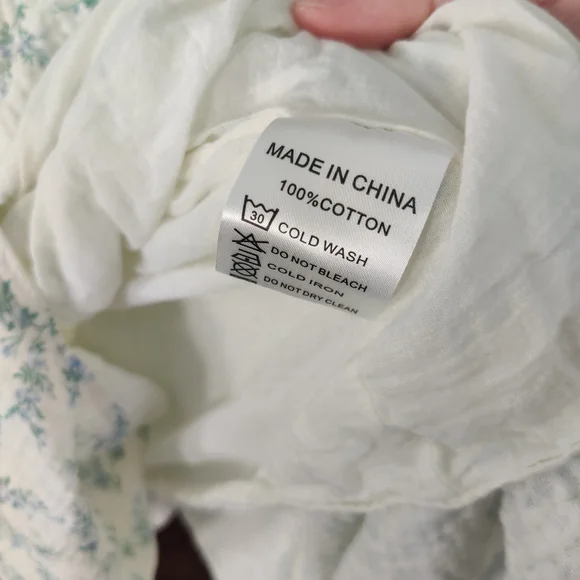 MADE IN CHINA
100%COTTON
30 COLD WASH
DO NOT BLEACH
COLD IRON
DO NOT DRY CLEAN